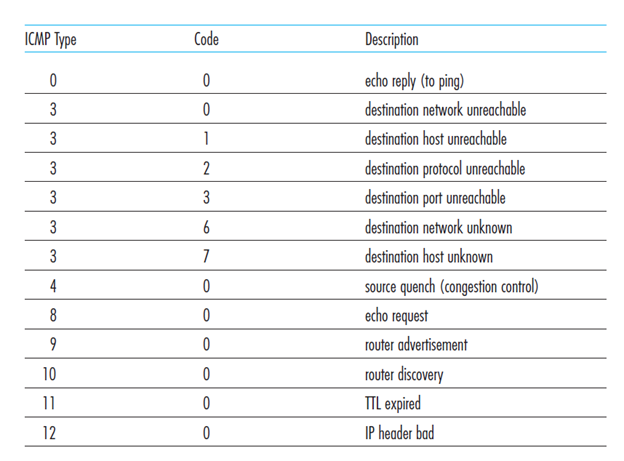 ICMP Type Code Description
0 0 echo reply (to ping)
3 0 destination network unreachable
3 1 destination host unreachable
3 2 destination protocol unreachable
3 3 destination port unreachable
3 6 destination network unknown
3 7 destination host unknown
4 0 source quench (congestion control)
8 0 echo request
9 0 router advertisement
10 0 router discovery
11 0 TTL expired
12 0 IP header bad